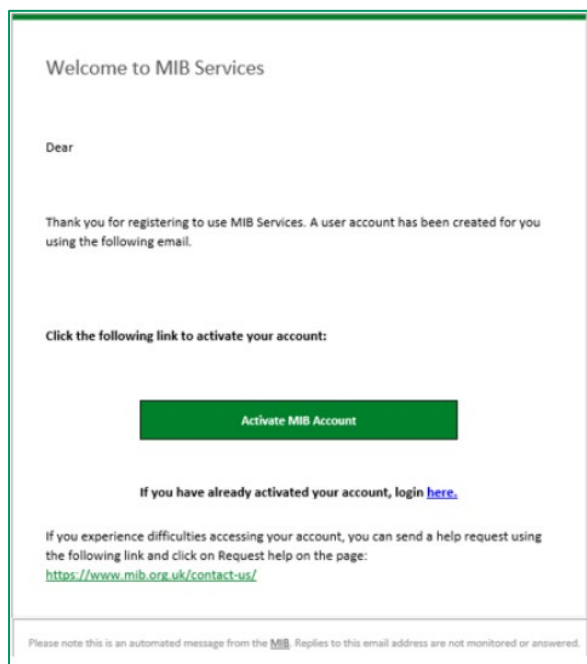 Welcome to MIB Services
Dear
Thank you for registering to use MIB Services. A user account has been created for you
using the following email.
Click the following link to activate your account:
Activate MIB Account
If you have already activated your account, login here.
If you experience difficulties accessing your account, you can send a help request using
the following link and click on Request help on the page:
https://www.mib.org.uk/contact-us/
Please note this is an automated message from the MIB. Replies to this email address are not monitored or answered.